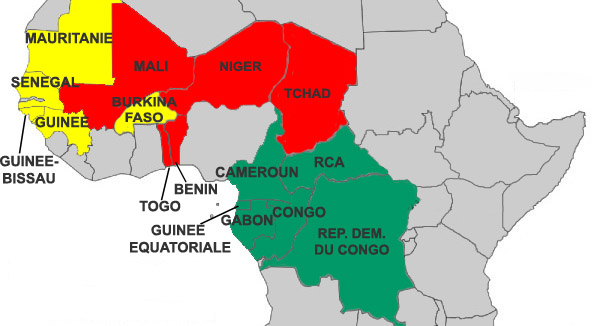 MAURITANIE
MALI
NIGER
TCHAD
SENEGAL
BURKINA
FASO
GUINEE
GUINEE-
BISSAU
BENIN
TOGO
CAMEROUN
RCA
GUINEE
EQUATORIALE
GABON
CONGO
REP. DEM.
DU CONGO